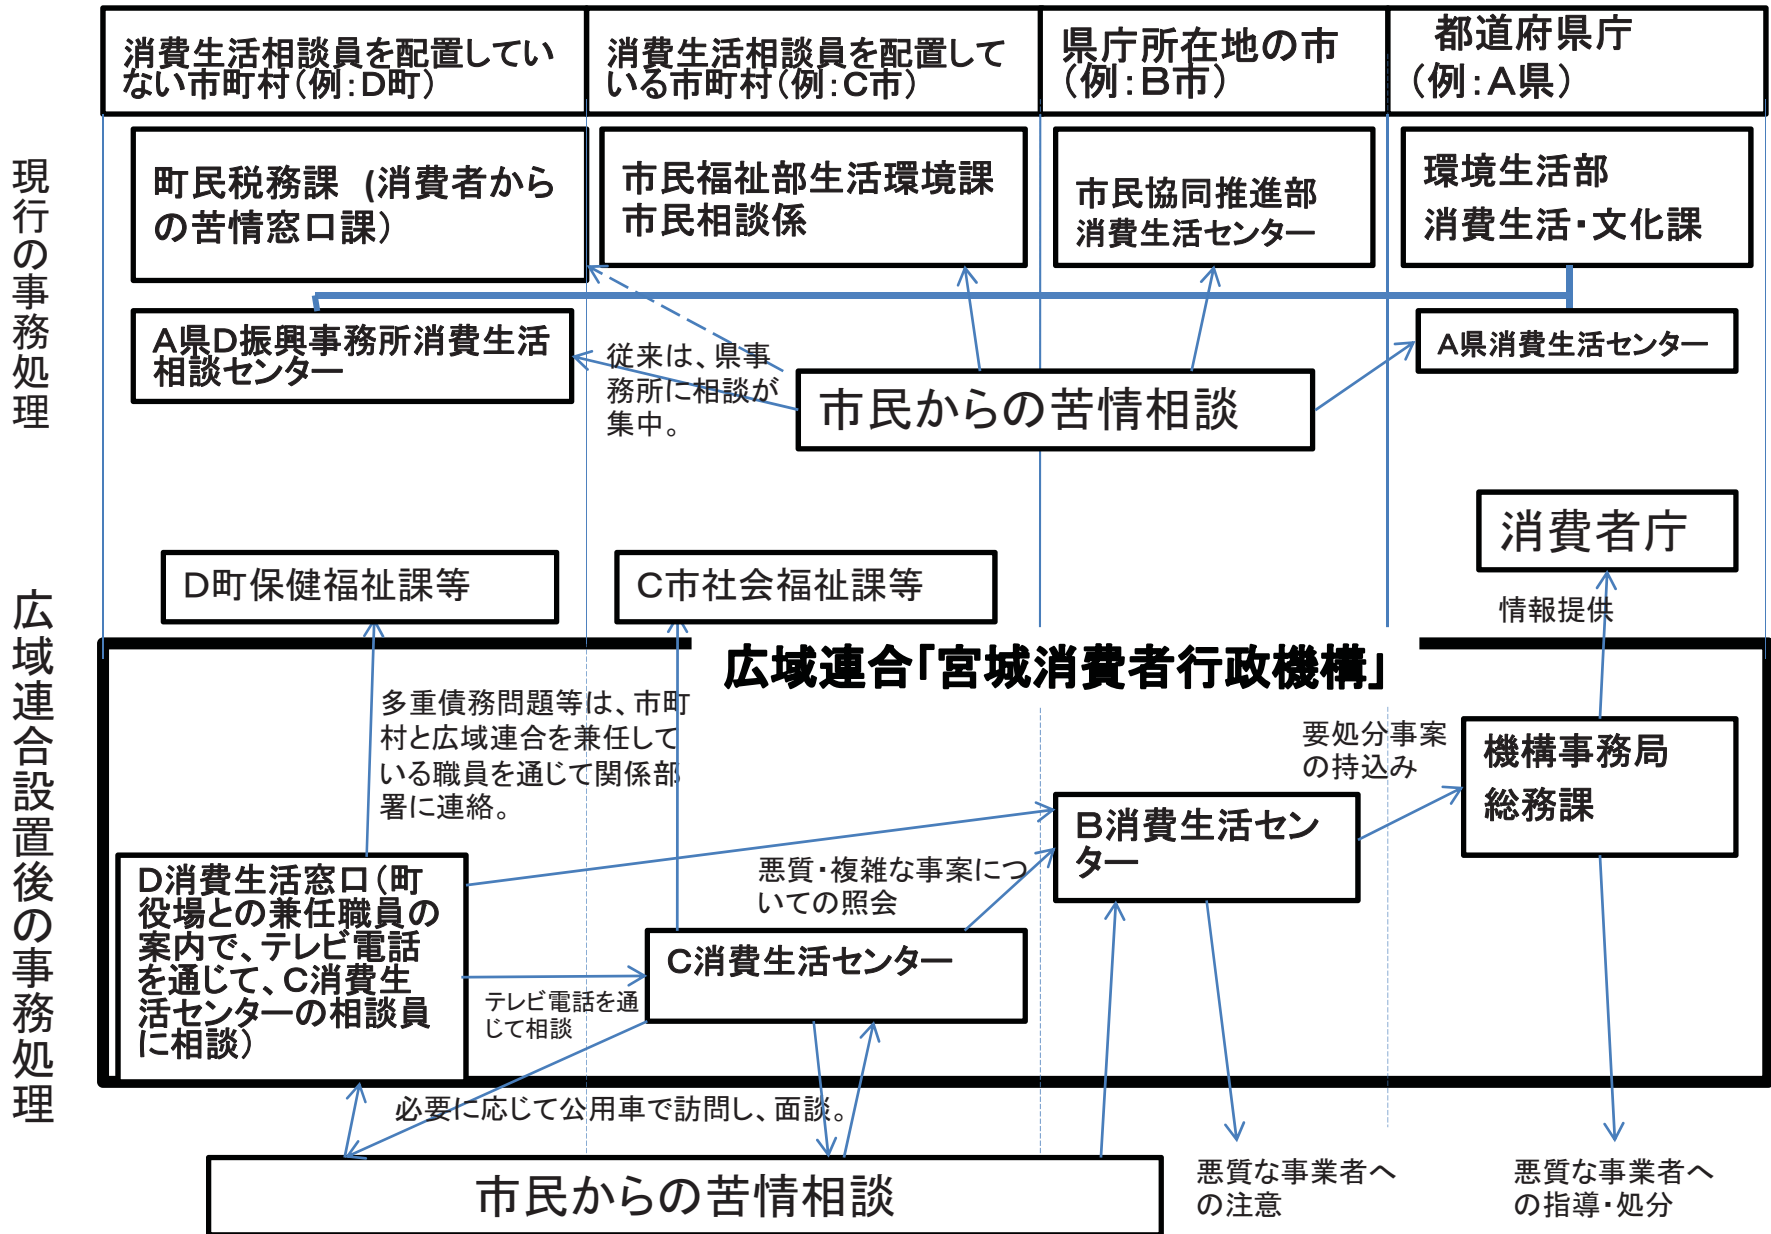 消費生活相談員を配置してい
ない市町村（例：D町）
消費生活相談員を配置して
いる市町村（例：C市）
県庁所在地の市
（例：B市）
都道府県庁
（例：A県）
現行の事務処理
町民税務課 (消費者から
の苦情窓口課）
市民福祉部生活環境課
市民相談係
市民協同推進部
消費生活センター
環境生活部
消費生活・文化課
A県D振興事務所消費生活
相談センター
従来は、県事
務所に相談が
集中。
市民からの苦情相談
A県消費生活センター
消費者庁
D町保健福祉課等
C市社会福祉課等
情報提供
広域連合設置後の事務処理
広域連合「宮城消費者行政機構」
多重債務問題等は、市町
村と広域連合を兼任して
いる職員を通じて関係部
署に連絡。
要処分事案
の持込み
機構事務局
総務課
B消費生活セン
ター
悪質・複雑な事案につ
いての照会
D消費生活窓口（町
役場との兼任職員の
案内で、テレビ電話
を通じて、C消費生
活センターの相談員
に相談）
C消費生活センター
テレビ電話を通
じて相談
必要に応じて公用車で訪問し、面談。
市民からの苦情相談
悪質な事業者へ
の注意
悪質な事業者へ
の指導・処分